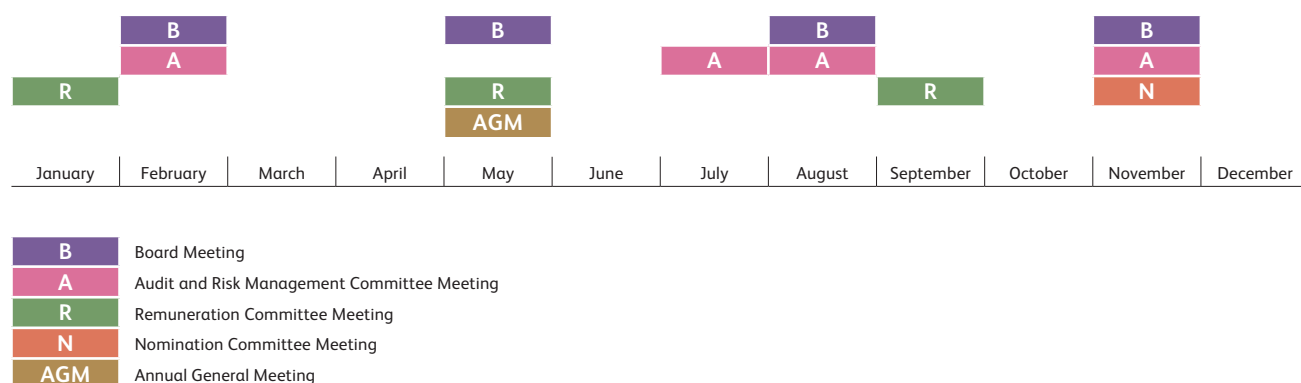 B B B B
A A A A
R R R N
AGM
January February March April May June July August September October November December
B Board Meeting
A Audit and Risk Management Committee Meeting
R Remuneration Committee Meeting
N Nomination Committee Meeting
AGM Annual General Meeting